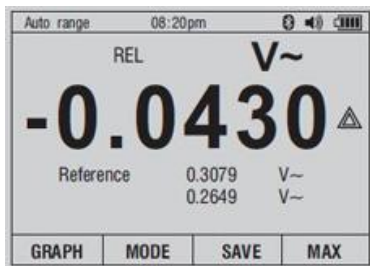 Auto range 08:20pm
REL V~
-0.0430
Reference 0.3079 V~
0.2649 V~
GRAPH MODE SAVE MAX